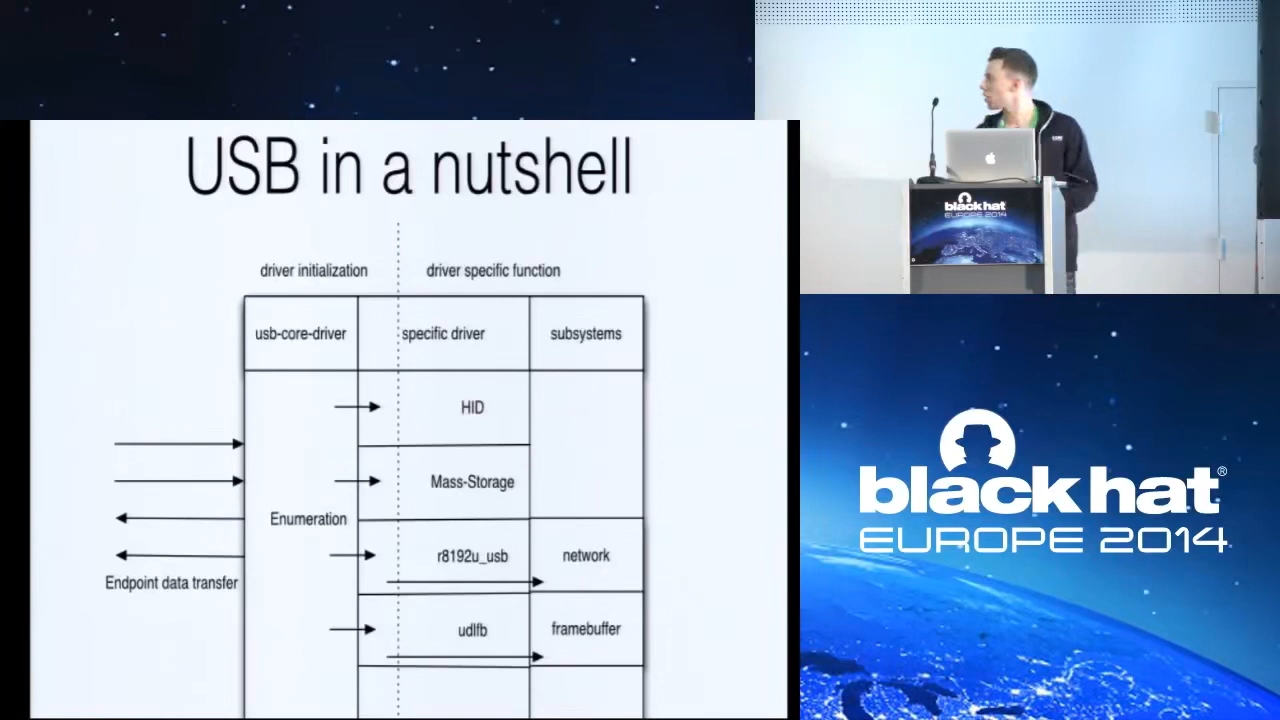 USB in a nutshell
driver initialization
driver specific function
usb-core-driver
specific driver
subsystems
HID
Mass-Storage
Enumeration
r8192u_usb
network
Endpoint data transfer
udlfb
framebuffer
black hat
EUROPE 2014
black hat®
EUROPE 2014